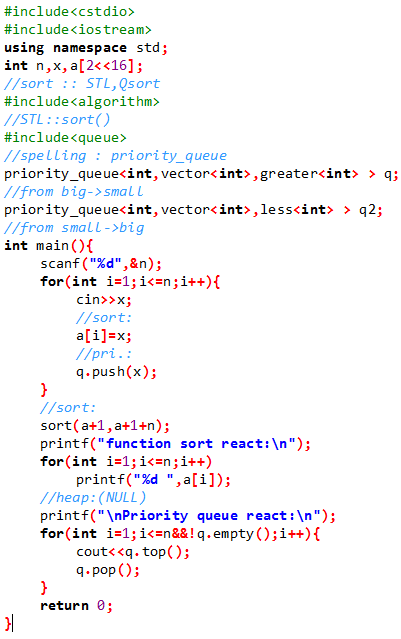 #include<cstdio>
#include<iostream>
using namespace std;
int n,x,a[2<<16];
//sort :: STL,Qsort
#include<algorithm>
//STL::sort()
#include<queue>
//spelling : priority_queue
priority_queue<int,vector<int>,greater<int> > q;
//from big->small
priority_queue<int,vector<int>,less<int> > q2;
//from small->big
int main(){
    scanf("%d",&n);
    for(int i=1;i<=n;i++){
        cin>>x;
        //sort:
        a[i]=x;
        //pri.:
        q.push(x);
    }
    //sort:
    sort(a+1,a+1+n);
    printf("function sort react:\n");
    for(int i=1;i<=n;i++)
        printf("%d ",a[i]);
    //heap:(NULL)
    printf("\nPriority queue react:\n");
    for(int i=1;i<=n&&!q.empty();i++){
        cout<<q.top();
        q.pop();
    }
    return 0;
}